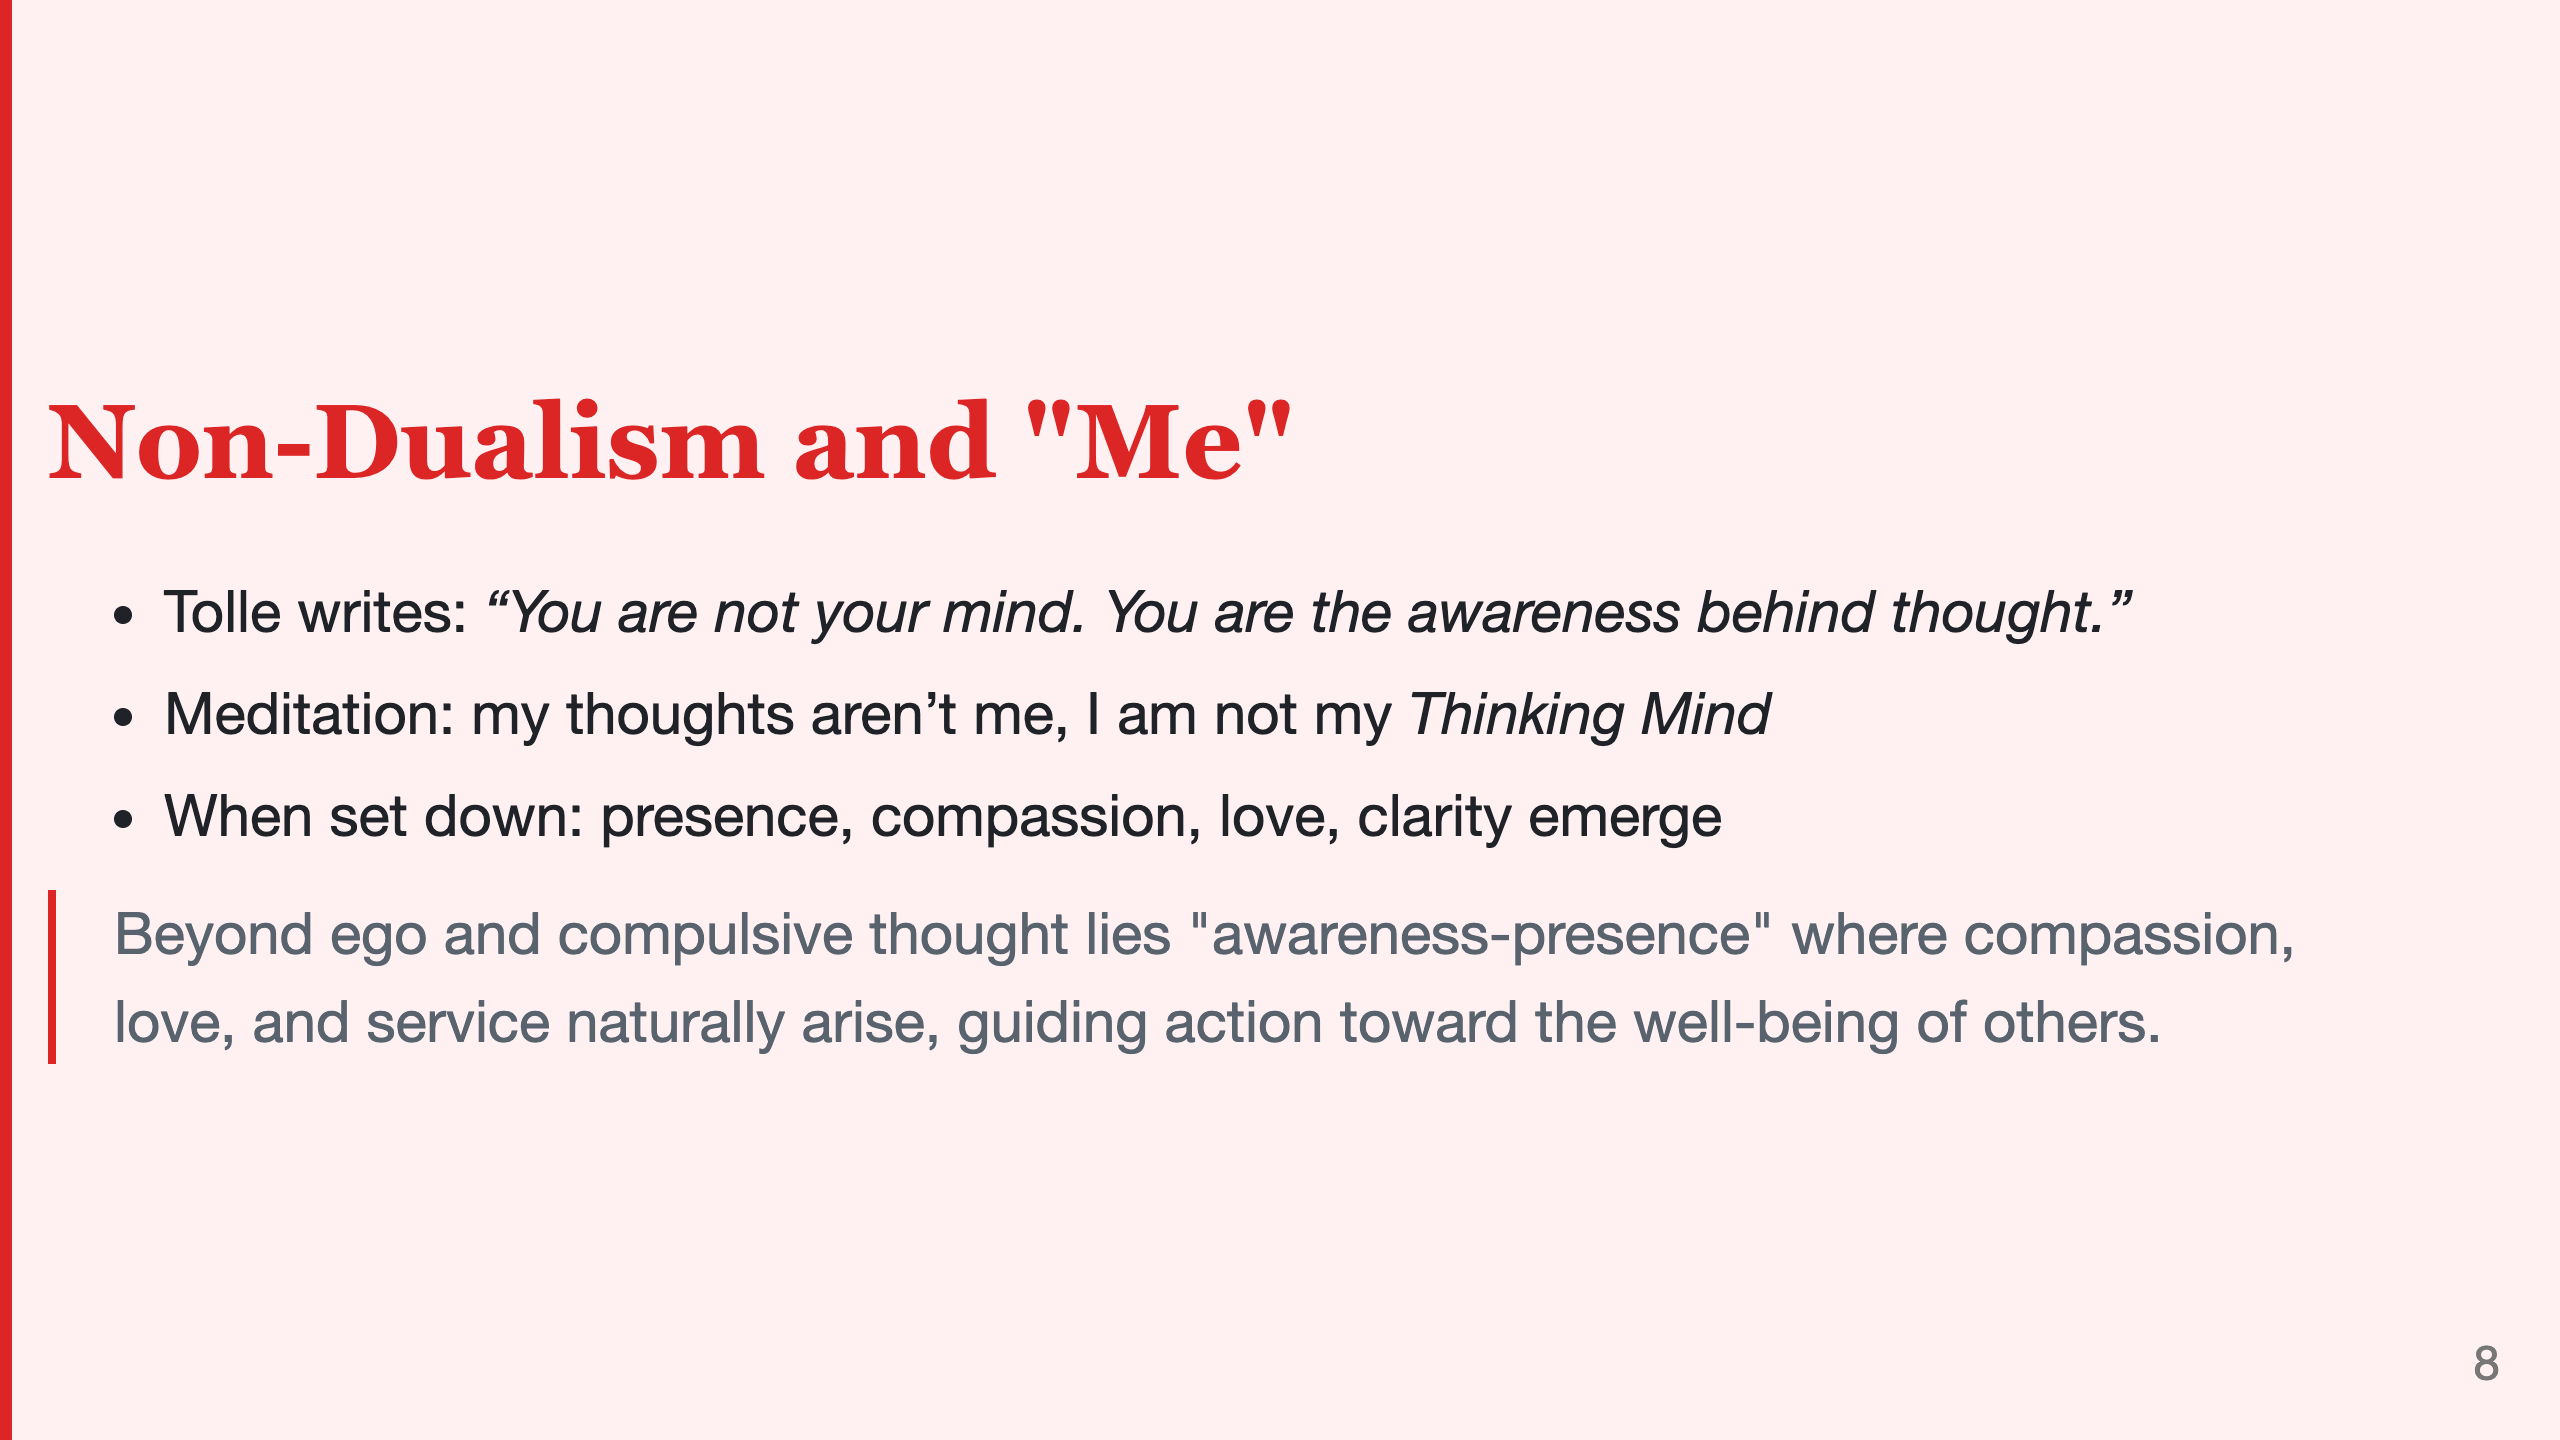 Non-Dualism and "Me"
• Tolle writes: “You are not your mind. You are the awareness behind thought.”
• Meditation: my thoughts aren’t me, I am not my Thinking Mind
• When set down: presence, compassion, love, clarity emerge
Beyond ego and compulsive thought lies "awareness-presence" where compassion,
love, and service naturally arise, guiding action toward the well-being of others.
8